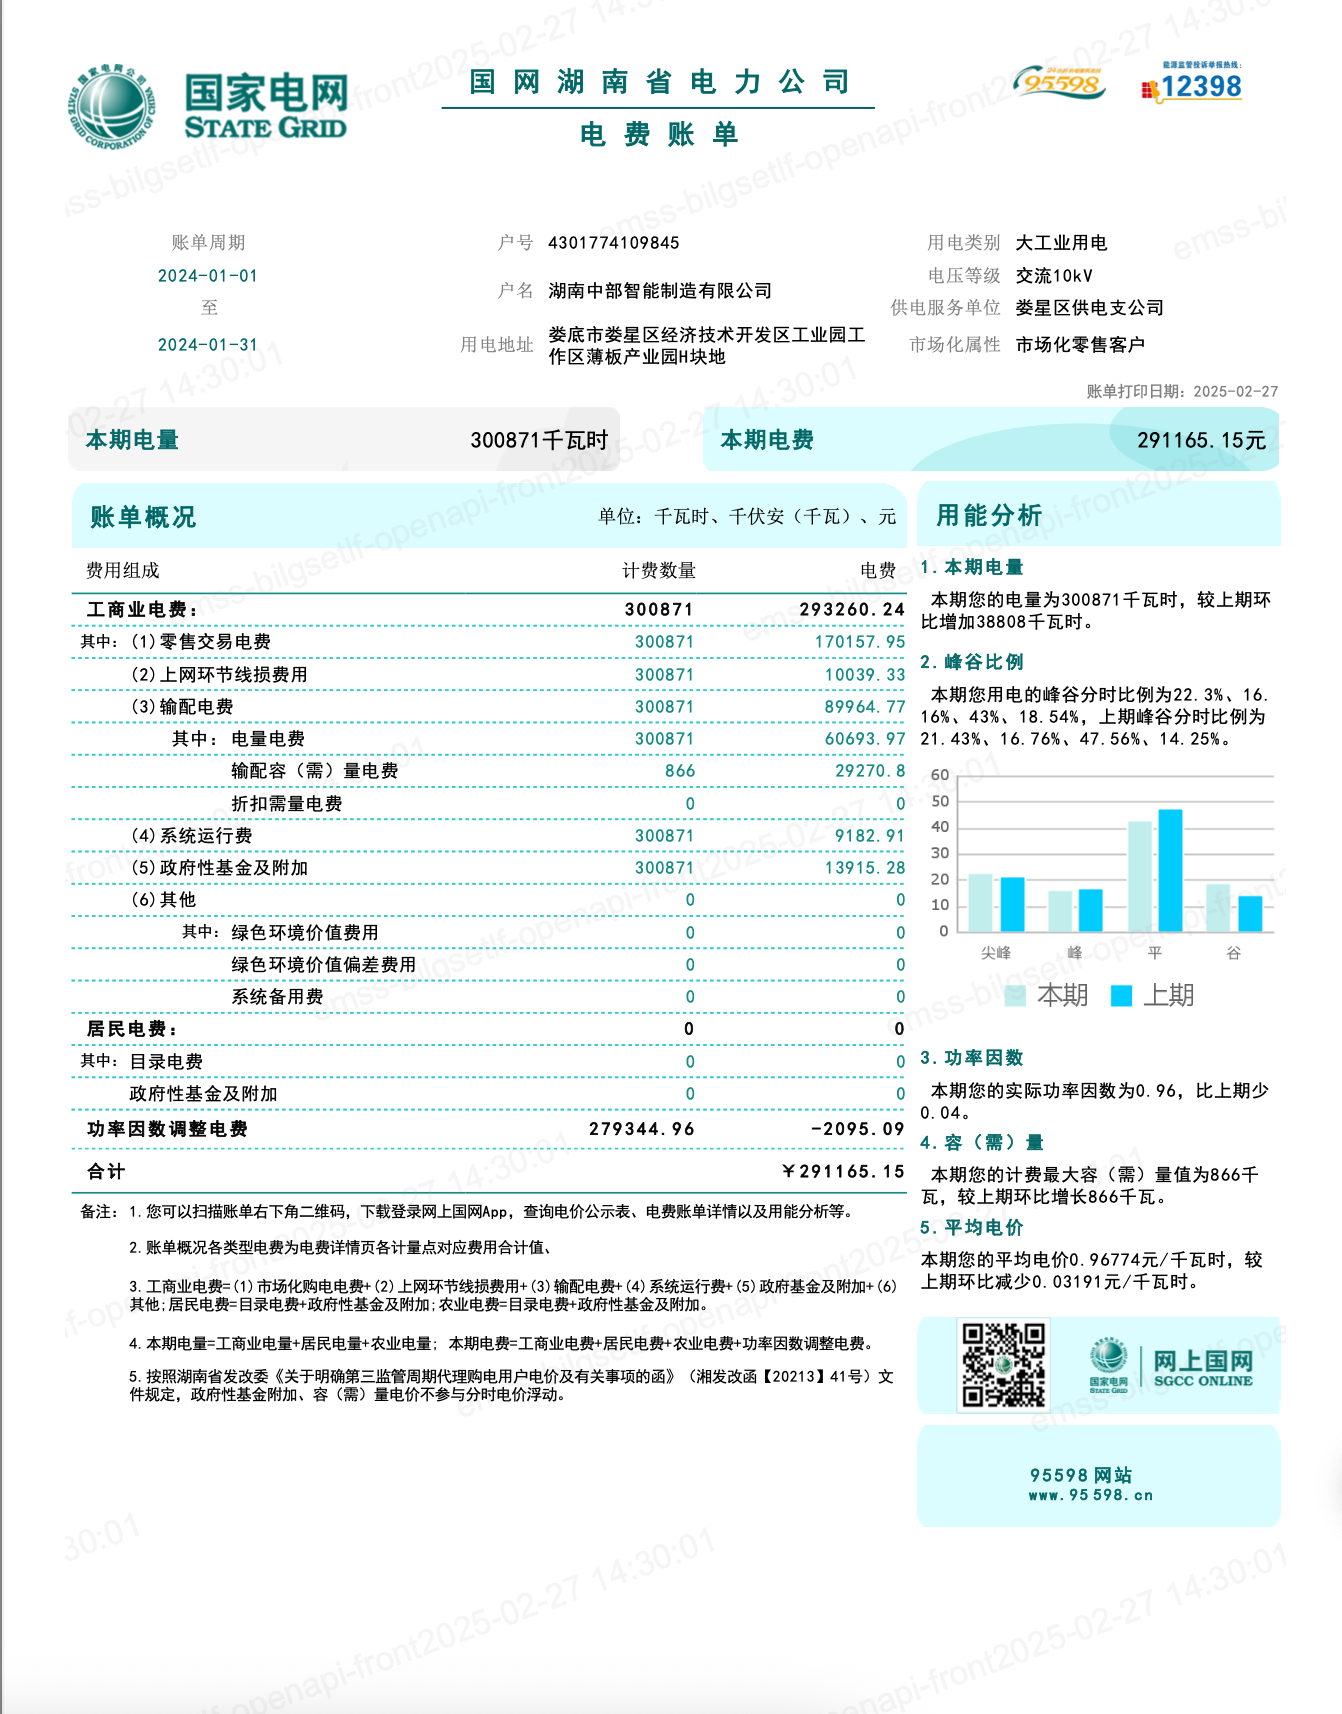 国家电网
STATE GRID
STATE GRID CORPORATION OF CHINA
国网湖南省电力公司
电费账单
95598
能源监管投诉举报热线:
12398
账单周期
2024-01-01
至
2024-01-31
户号 4301774109845
户名 湖南中部智能制造有限公司
用电地址 娄底市娄星区经济技术开发区工业园工
作区薄板产业园H块地
用电类别 大工业用电
电压等级 交流10kV
供电服务单位 娄星区供电支公司
市场化属性 市场化零售客户
账单打印日期: 2025-02-27
本期电量 300871千瓦时
本期电费 291165.15元
账单概况 单位: 千瓦时、千伏安（千瓦）、元
费用组成 计费数量 电费
工商业电费: 300871 293260.24
其中: (1)零售交易电费 300871 170157.95
(2)上网环节线损费用 300871 10039.33
(3)输配电费 300871 89964.77
其中: 电量电费 300871 60693.97
输配容（需）量电费 866 29270.8
折扣需量电费 0 0
(4)系统运行费 300871 9182.91
(5)政府性基金及附加 300871 13915.28
(6)其他 0 0
其中: 绿色环境价值费用 0 0
绿色环境价值偏差费用 0 0
系统备用费 0 0
居民电费: 0 0
其中: 目录电费 0 0
政府性基金及附加 0 0
功率因数调整电费 279344.96 -2095.09
合计 ￥291165.15
备注: 1.您可以扫描账单右下角二维码，下载登录网上国网App，查询电价公示表、电费账单详情以及用能分析等。
2.账单概况各类型电费为电费详情页各计量点对应费用合计值、
3.工商业电费=(1)市场化购电电费+(2)上网环节线损费用+(3)输配电费+(4)系统运行费+(5)政府基金及附加+(6)
其他;居民电费=目录电费+政府性基金及附加;农业电费=目录电费+政府性基金及附加。
4.本期电量=工商业电量+居民电量+农业电量; 本期电费=工商业电费+居民电费+农业电费+功率因数调整电费。
5.按照湖南省发改委《关于明确第三监管周期代理购电用户电价及有关事项的函》（湘发改函【20213】41号）文
件规定，政府性基金附加、容（需）量电价不参与分时电价浮动。
用能分析
1.本期电量
本期您的电量为300871千瓦时，较上期环
比增加38808千瓦时。
2.峰谷比例
本期您用电的峰谷分时比例为22.3%、16.
16%、43%、18.54%，上期峰谷分时比例为
21.43%、16.76%、47.56%、14.25%。
60
50
40
30
20
10
0
尖峰 峰 平 谷
本期 上期
3.功率因数
本期您的实际功率因数为0.96，比上期少
0.04。
4.容（需）量
本期您的计费最大容（需）量值为866千
瓦，较上期环比增长866千瓦。
5.平均电价
本期您的平均电价0.96774元/千瓦时，较
上期环比减少0.03191元/千瓦时。
国家电网
STATE GRID
网上国网
SGCC ONLINE
95598 网站
www.95598.cn
emss-bilgsetlf-openapi-front2025-02-27 14:30:01